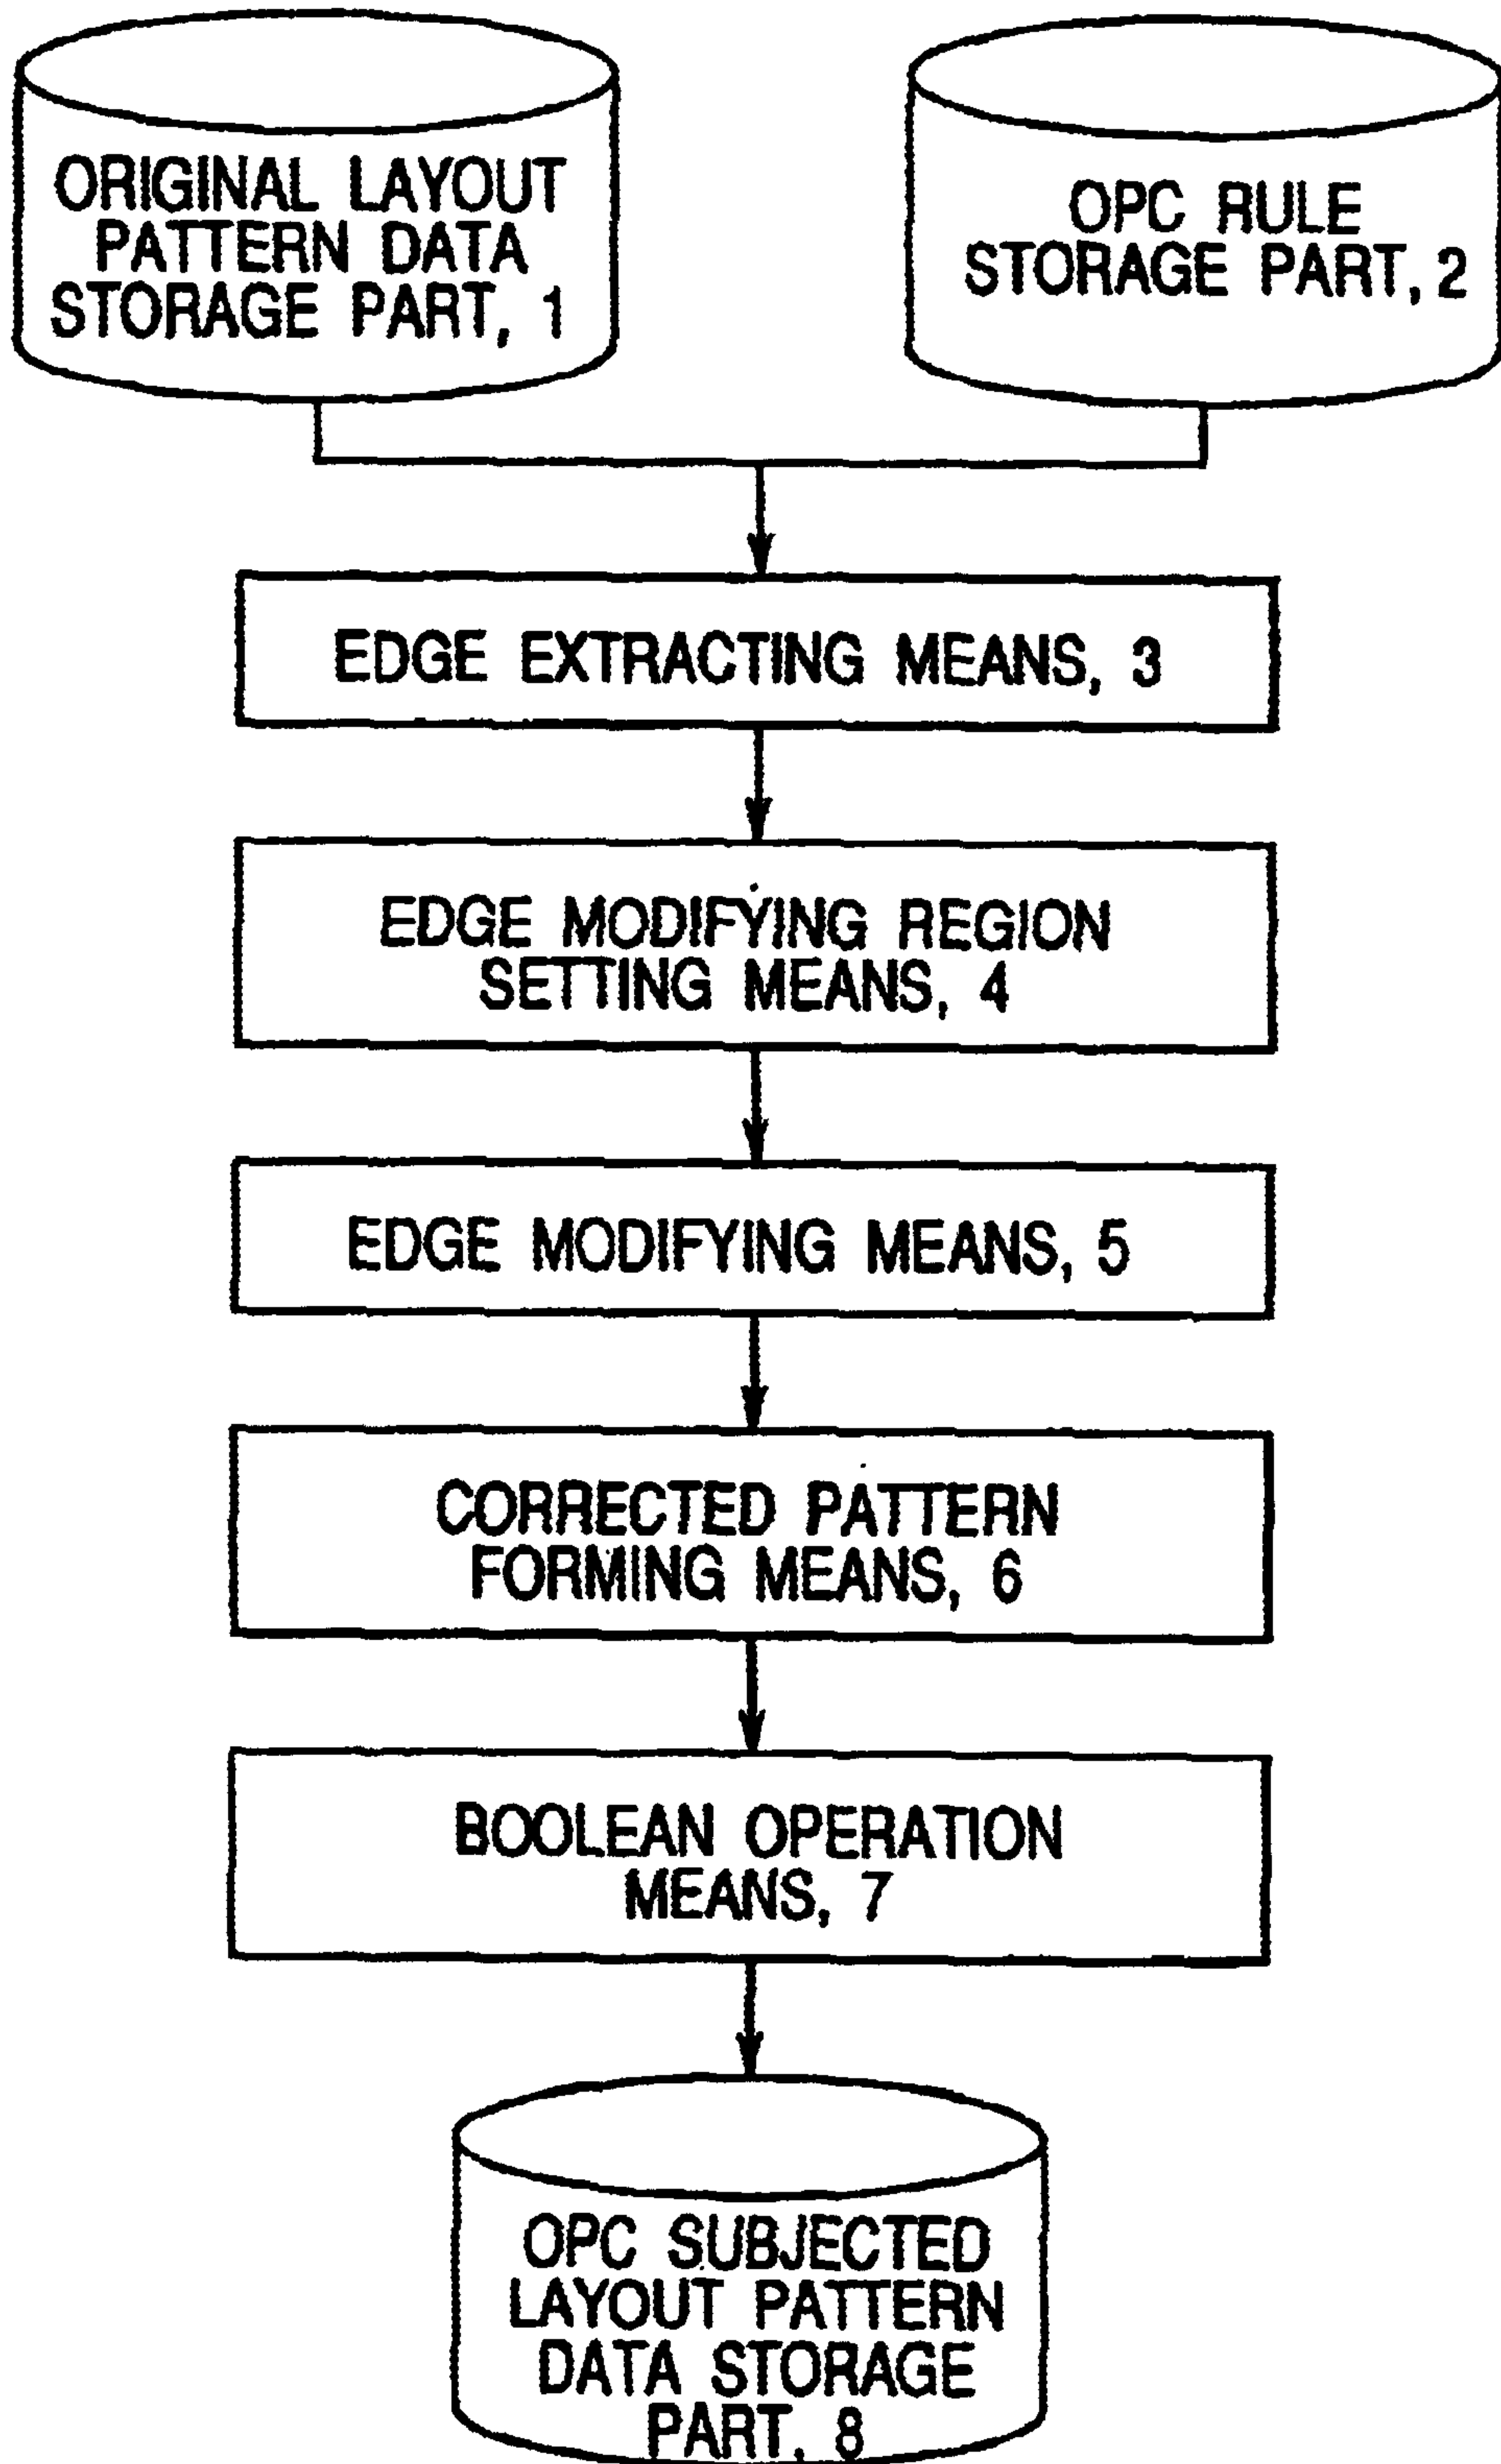 ORIGINAL LAYOUT
PATTERN DATA
STORAGE PART, 1
OPC RULE
STORAGE PART, 2
EDGE EXTRACTING MEANS, 3
EDGE MODIFYING REGION
SETTING MEANS, 4
EDGE MODIFYING MEANS, 5
CORRECTED PATTERN
FORMING MEANS, 6
BOOLEAN OPERATION
MEANS, 7
OPC SUBJECTED
LAYOUT PATTERN
DATA STORAGE
PART, 8